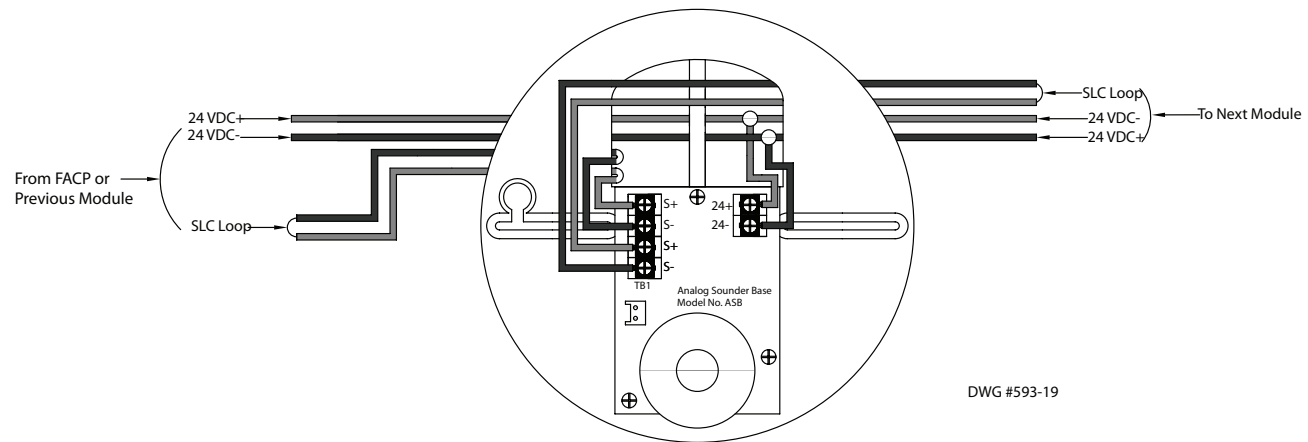 24 VDC+
24 VDC-
From FACP or
Previous Module
SLC Loop
S+
S-
S+
S-
TB1
24+
24-
Analog Sounder Base
Model No. ASB
SLC Loop
24 VDC-
24 VDC+
To Next Module
DWG #593-19